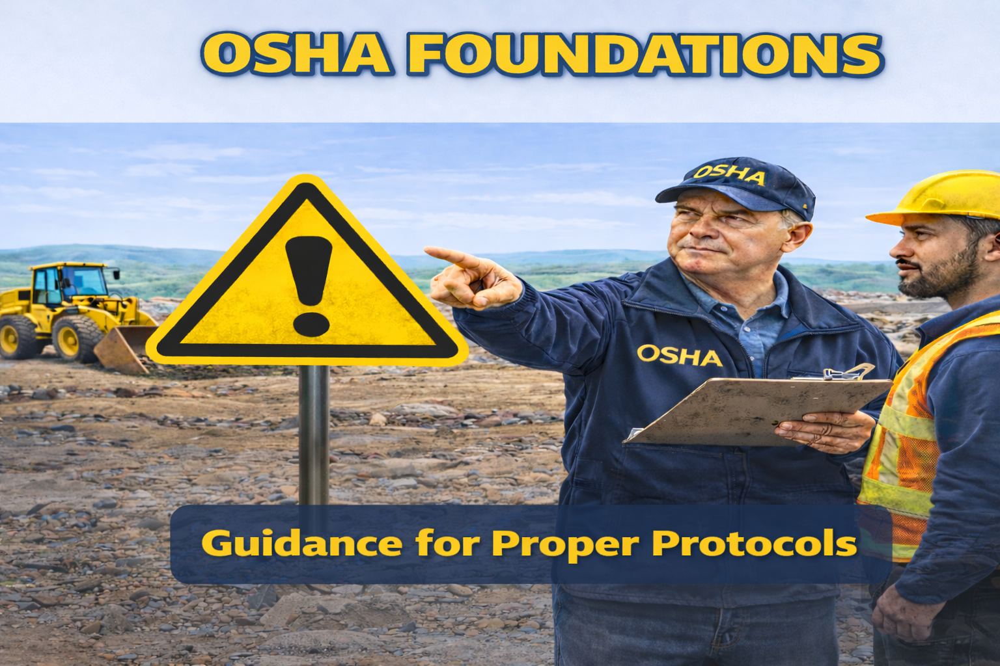 OSHA FOUNDATIONS
OSHA
!
OSHA
Guidance for Proper Protocols